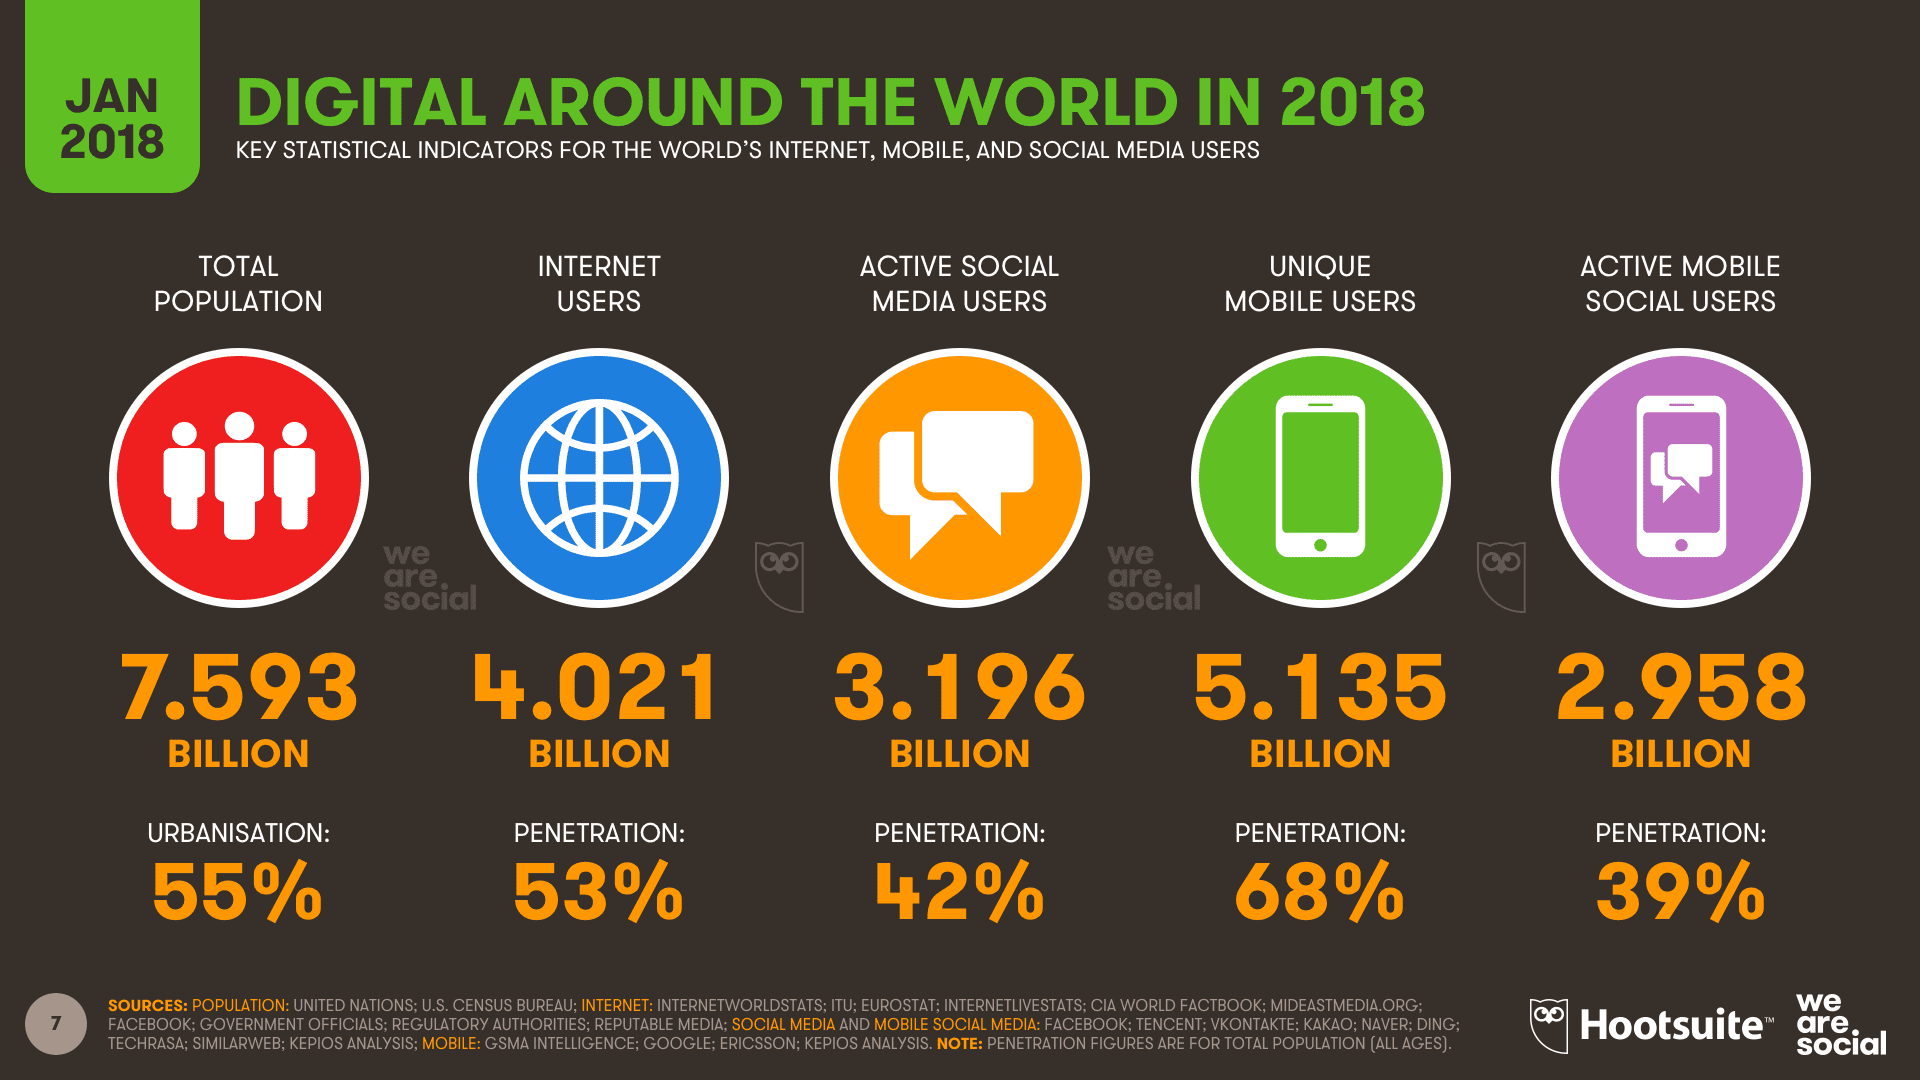 JAN
2018
DIGITAL AROUND THE WORLD IN 2018
KEY STATISTICAL INDICATORS FOR THE WORLD’S INTERNET, MOBILE, AND SOCIAL MEDIA USERS
TOTAL
POPULATION
INTERNET
USERS
ACTIVE SOCIAL
MEDIA USERS
UNIQUE
MOBILE USERS
ACTIVE MOBILE
SOCIAL USERS
we
are.
social
we
are.
social
7.593
BILLION
4.021
BILLION
3.196
BILLION
5.135
BILLION
2.958
BILLION
URBANISATION:
55%
PENETRATION:
53%
PENETRATION:
42%
PENETRATION:
68%
PENETRATION:
39%
7
SOURCES: POPULATION: UNITED NATIONS; U.S. CENSUS BUREAU; INTERNET: INTERNETWORLDSTATS; ITU; EUROSTAT; INTERNETLIVESTATS; CIA WORLD FACTBOOK; MIDEASTMEDIA.ORG;
FACEBOOK; GOVERNMENT OFFICIALS; REGULATORY AUTHORITIES; REPUTABLE MEDIA; SOCIAL MEDIA AND MOBILE SOCIAL MEDIA: FACEBOOK; TENCENT; VKONTAKTE; KAKAO; NAVER; DING;
TECHRASA; SIMILARWEB; KEPIOS ANALYSIS; MOBILE: GSMA INTELLIGENCE; GOOGLE; ERICSSON; KEPIOS ANALYSIS. NOTE: PENETRATION FIGURES ARE FOR TOTAL POPULATION (ALL AGES).
Hootsuite™
we
are.
social